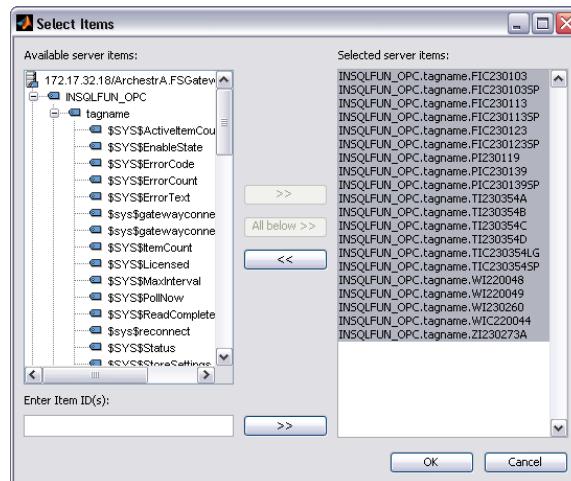 Select Items
Available server items:
172.17.32.18/ArchestrA.FSGatew
INSQLFUN_OPC
tagname
$SYS$ActiveItemCou
$SYS$EnableState
$SYS$ErrorCode
$SYS$ErrorCount
$SYS$ErrorText
$sys$gatewayconne
$sys$gatewayconne
$SYS$ItemCount
$SYS$Licensed
$SYS$MaxInterval
$SYS$PollNow
$SYS$ReadComplete
$sys$reconnect
$SYS$Status
$SYS$StoreSettings
Enter Item ID(s):
>>
All below >>
<<
>>
Selected server items:
INSQLFUN_OPC.tagname.FIC230103
INSQLFUN_OPC.tagname.FIC230103SP
INSQLFUN_OPC.tagname.FIC230113
INSQLFUN_OPC.tagname.FIC230113SP
INSQLFUN_OPC.tagname.FIC230123
INSQLFUN_OPC.tagname.FIC230123SP
INSQLFUN_OPC.tagname.PI230119
INSQLFUN_OPC.tagname.PIC230139
INSQLFUN_OPC.tagname.PIC230139SP
INSQLFUN_OPC.tagname.TI230354A
INSQLFUN_OPC.tagname.TI230354B
INSQLFUN_OPC.tagname.TI230354C
INSQLFUN_OPC.tagname.TI230354D
INSQLFUN_OPC.tagname.TIC230354LG
INSQLFUN_OPC.tagname.TIC230354SP
INSQLFUN_OPC.tagname.WI220048
INSQLFUN_OPC.tagname.WI220049
INSQLFUN_OPC.tagname.WI230260
INSQLFUN_OPC.tagname.WIC220044
INSQLFUN_OPC.tagname.ZI230273A
OK
Cancel